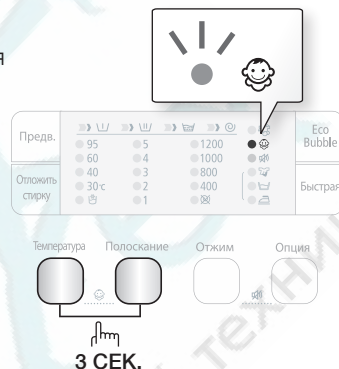 я
Предв.
Eco
Bubble
95 5 1200
60 4 1000
40 3 800
30°c 2 400
1
Отложить
стирку
Быстрая
Температура Полоскание Отжим Опция
3 СЕК.